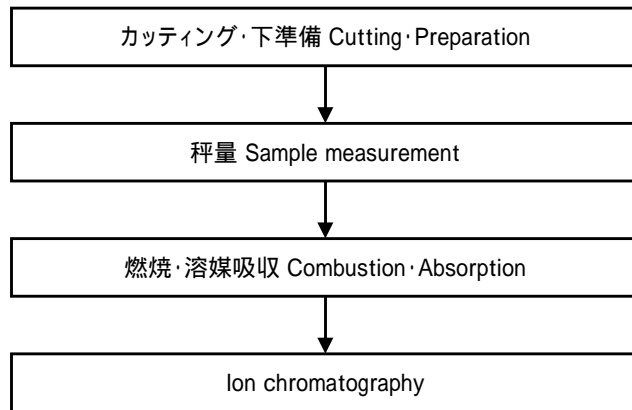 カッティング・下準備 Cutting・Preparation
秤量 Sample measurement
燃焼・溶媒吸収 Combustion・Absorption
Ion chromatography